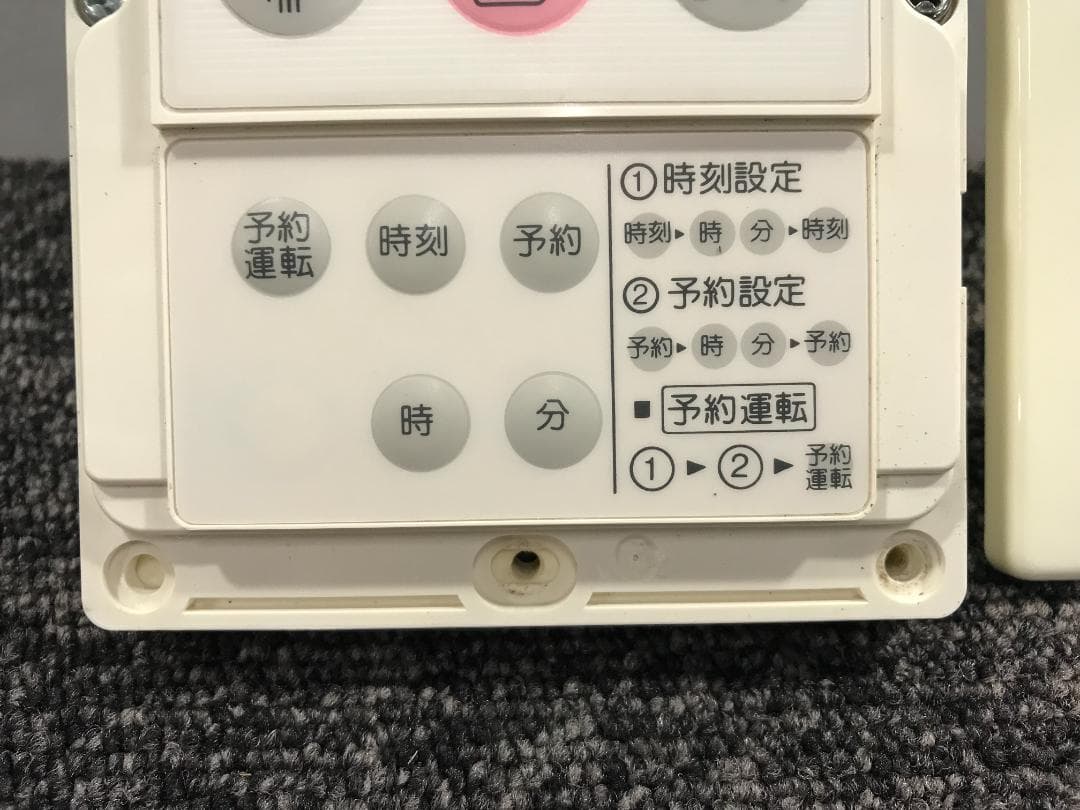 予約
運転
時刻
予約
時
分
①時刻設定
時刻▶時 分▶時刻
②予約設定
予約▶時 分▶予約
■予約運転
①▶②▶予約
運転